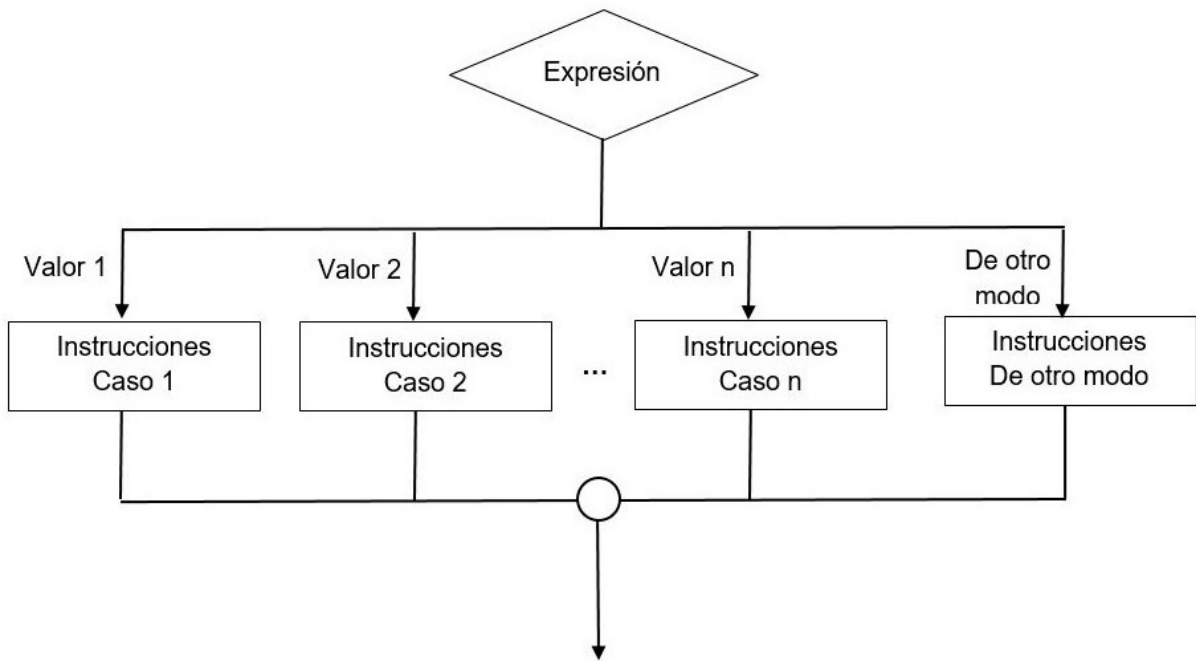 Expresión
Valor 1
Valor 2
Valor n
De otro
modo
Instrucciones
Caso 1
Instrucciones
Caso 2
...
Instrucciones
Caso n
Instrucciones
De otro modo